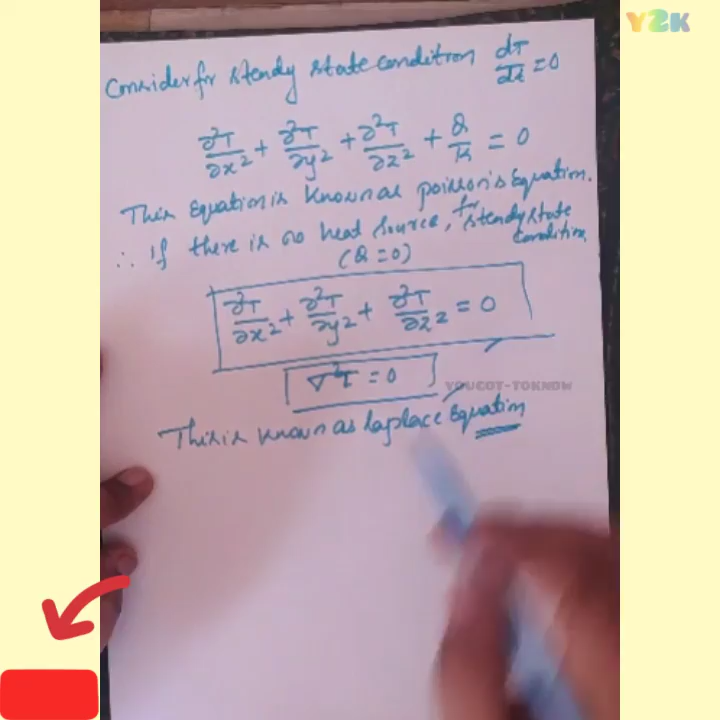 Y2K
Consider for steady state condition dT/dt = 0
∂²T/∂x² + ∂²T/∂y² + ∂²T/∂z² + Q/K = 0
This Equation is known as poisson's Equation.
∴ If there is no heat source, for steady state condition,
(Q = 0)
∂²T/∂x² + ∂²T/∂y² + ∂²T/∂z² = 0
∇²T = 0
YOUGOT-TOKNOW
This is known as laplace Equation